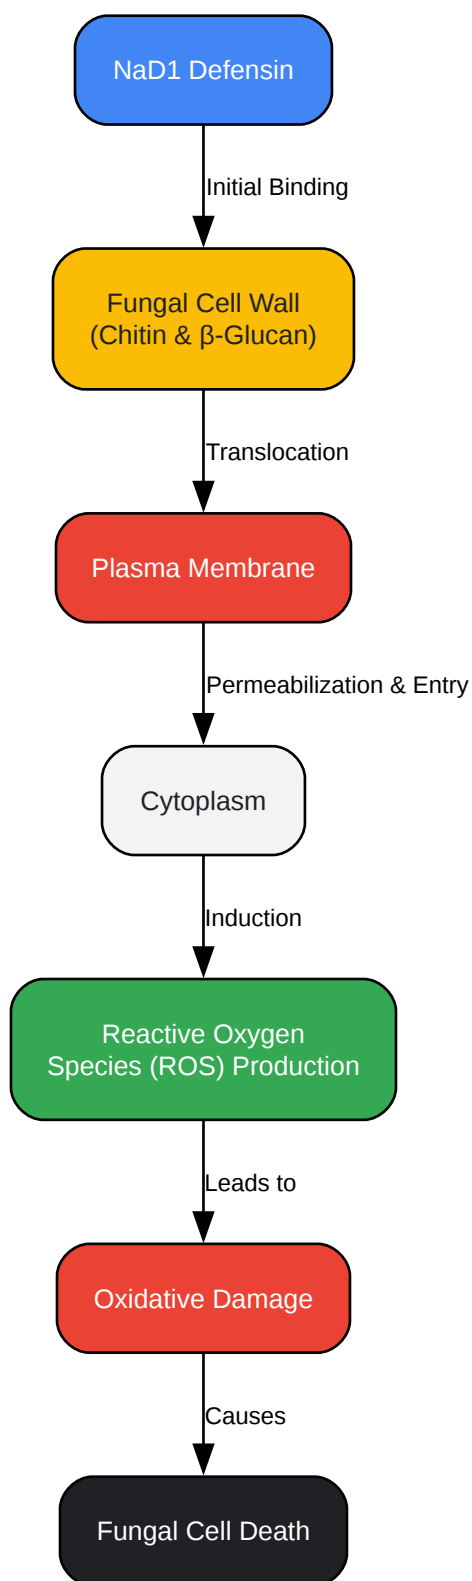 NaD1 Defensin
Initial Binding
Fungal Cell Wall
(Chitin & β-Glucan)
Translocation
Plasma Membrane
Permeabilization & Entry
Cytoplasm
Induction
Reactive Oxygen
Species (ROS) Production
Leads to
Oxidative Damage
Causes
Fungal Cell Death